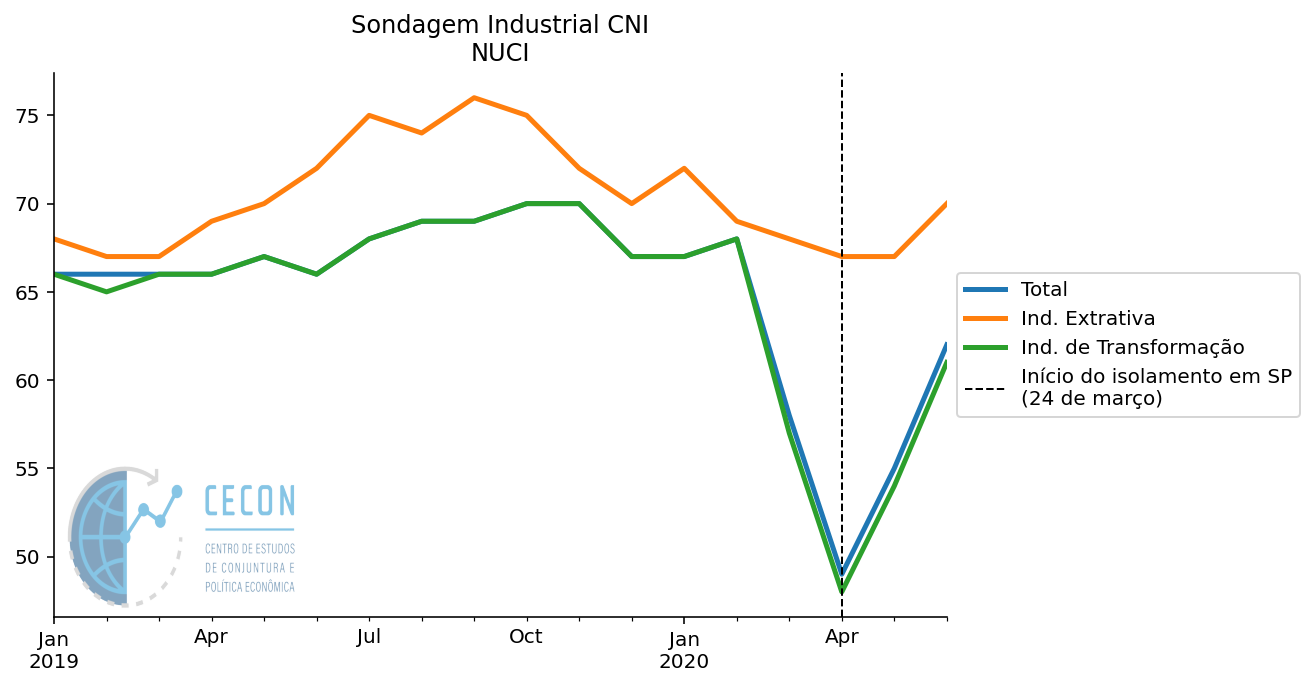 Sondagem Industrial CNI
NUCI
75
70
65
60
55
50
Jan
2019
Apr
Jul
Oct
Jan
2020
Apr
Total
Ind. Extrativa
Ind. de Transformação
Início do isolamento em SP
(24 de março)
CECON
CENTRO DE ESTUDOS
DE CONJUNTURA E
POLÍTICA ECONÔMICA